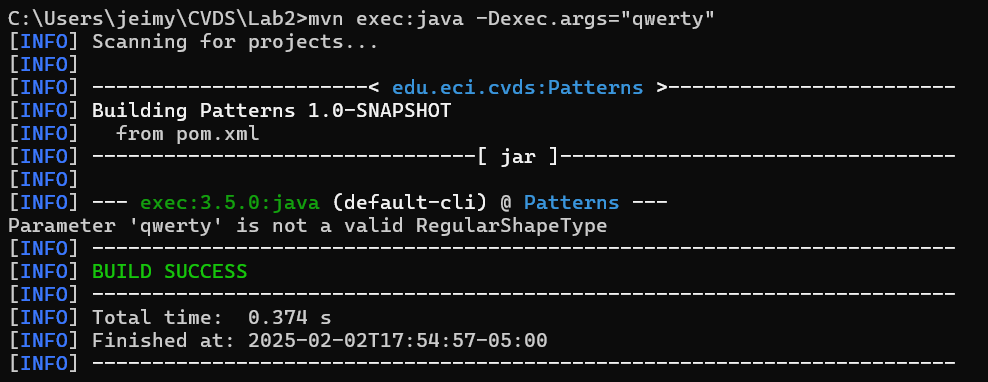 C:\Users\jeimy\CVDS\Lab2>mvn exec:java -Dexec.args="qwerty"
[INFO] Scanning for projects...
[INFO]
[INFO] -----------------------< edu.eci.cvds:Patterns >------------------------
[INFO] Building Patterns 1.0-SNAPSHOT
[INFO]   from pom.xml
[INFO] --------------------------------[ jar ]---------------------------------
[INFO]
[INFO] --- exec:3.5.0:java (default-cli) @ Patterns ---
Parameter 'qwerty' is not a valid RegularShapeType
[INFO] ------------------------------------------------------------------------
[INFO] BUILD SUCCESS
[INFO] ------------------------------------------------------------------------
[INFO] Total time:  0.374 s
[INFO] Finished at: 2025-02-02T17:54:57-05:00
[INFO] ------------------------------------------------------------------------